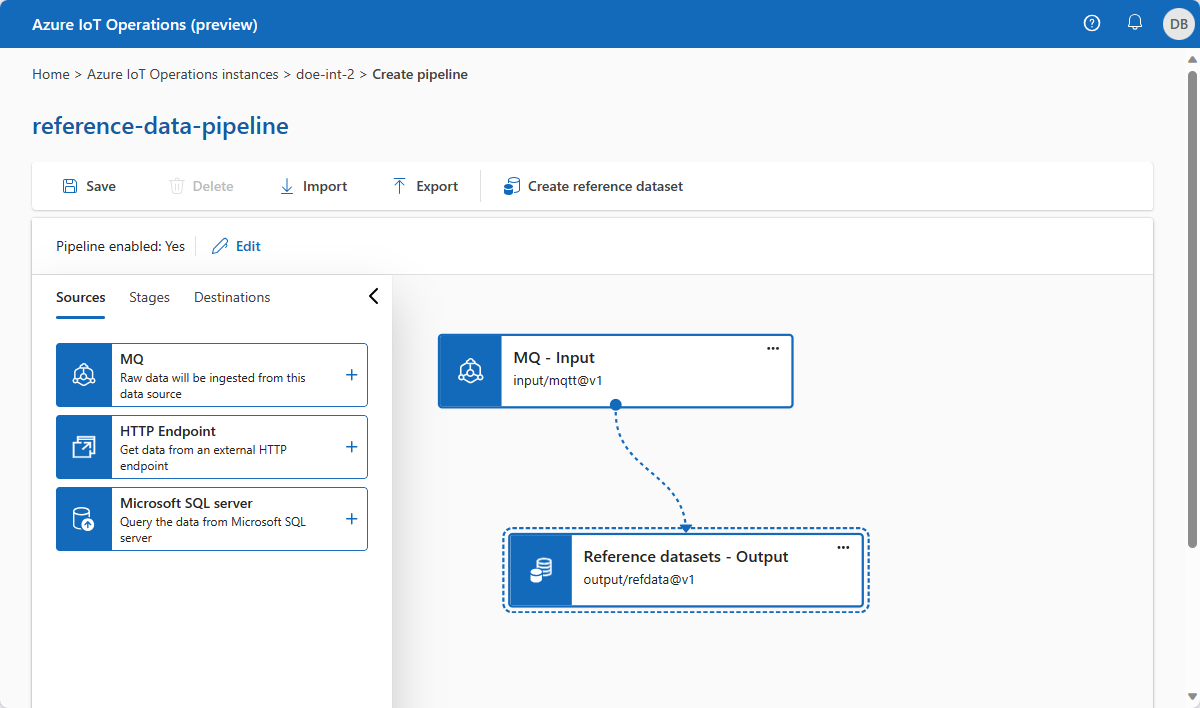 Azure IoT Operations (preview)
DB
Home > Azure IoT Operations instances > doe-int-2 > Create pipeline
reference-data-pipeline
Save Delete Import Export Create reference dataset
Pipeline enabled: Yes Edit
Sources Stages Destinations
MQ
Raw data will be ingested from this
data source
HTTP Endpoint
Get data from an external HTTP
endpoint
Microsoft SQL server
Query the data from Microsoft SQL
server
MQ - Input
input/mqtt@v1
Reference datasets - Output
output/refdata@v1